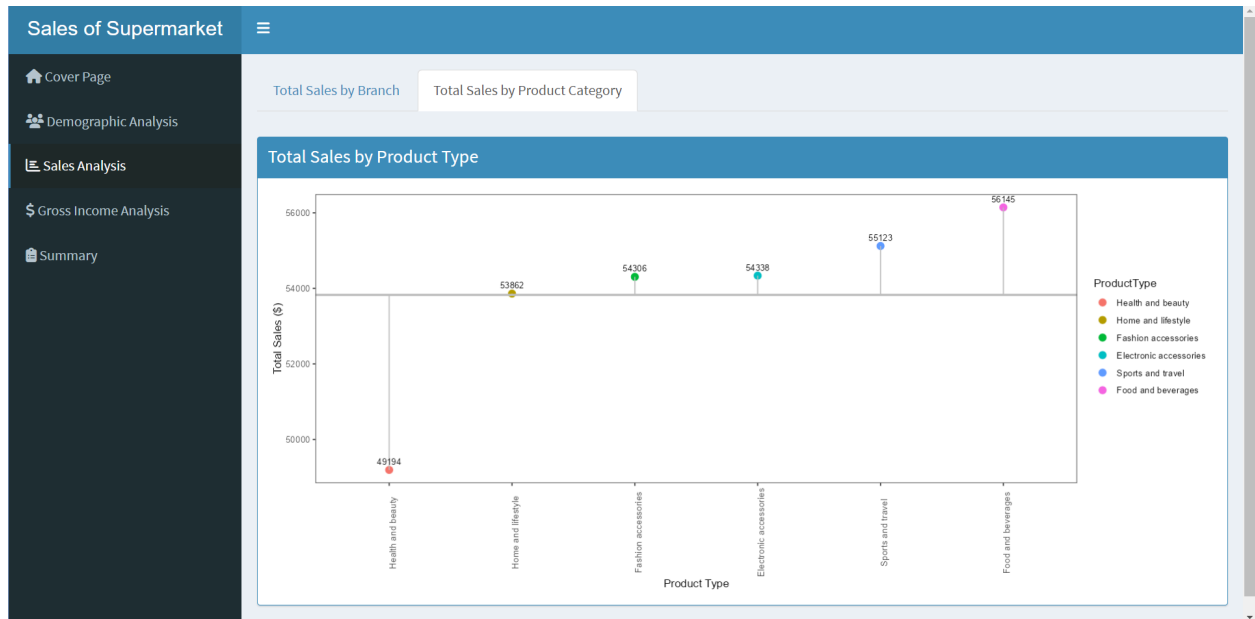 Sales of Supermarket
Cover Page
Demographic Analysis
Sales Analysis
Gross Income Analysis
Summary
Total Sales by Branch
Total Sales by Product Category
Total Sales by Product Type
Total Sales ($)
56000
54000
52000
50000
49194
53862
54306
54338
55123
56145
Health and beauty
Home and lifestyle
Fashion accessories
Electronic accessories
Sports and travel
Food and beverages
Product Type
ProductType
Health and beauty
Home and lifestyle
Fashion accessories
Electronic accessories
Sports and travel
Food and beverages